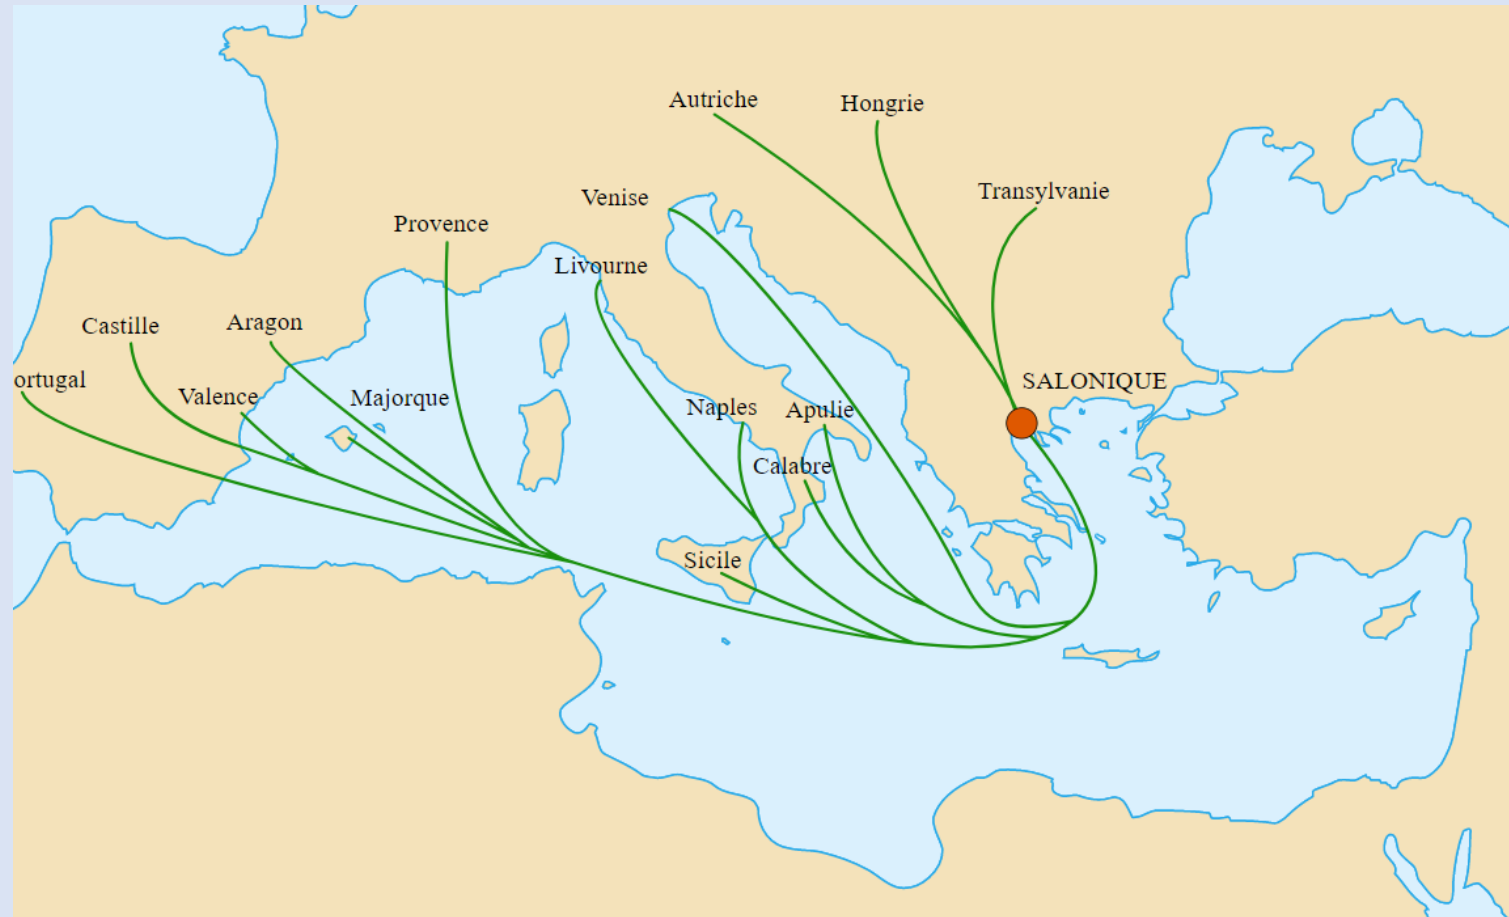 Autriche
Hongrie
Transylvanie
Venise
Provence
Livourne
Castille
Aragon
ortugal
Valence
Majorque
SALONIQUE
Naples
Apulie
Calabre
Sicile